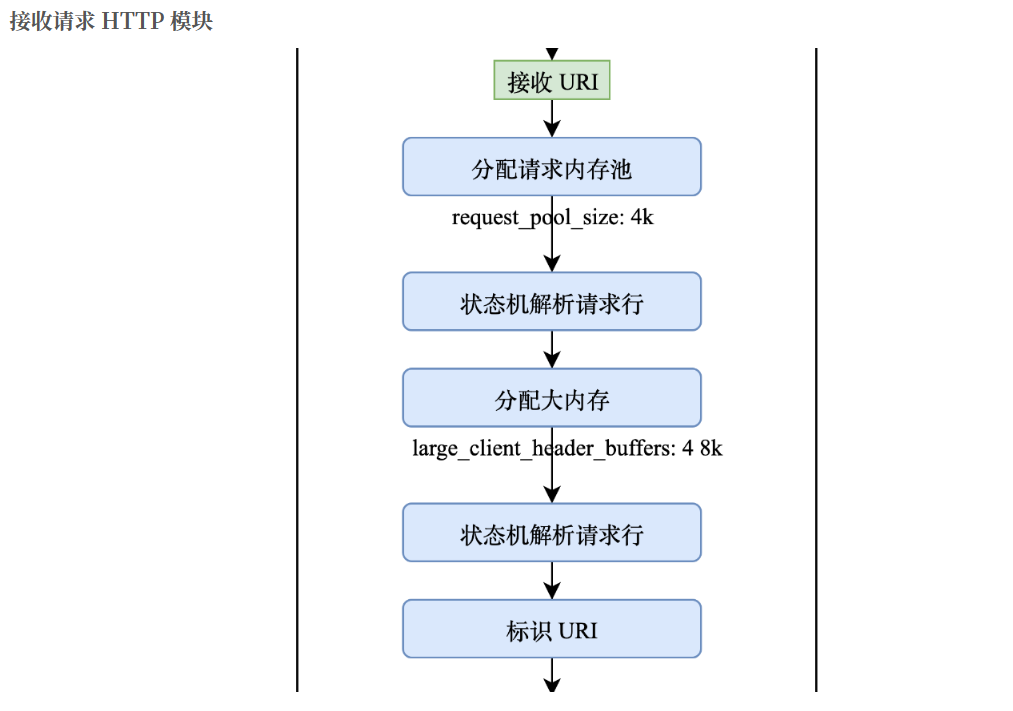 接收请求 HTTP 模块
接收 URI
分配请求内存池
request_pool_size: 4k
状态机解析请求行
分配大内存
large_client_header_buffers: 4 8k
状态机解析请求行
标识 URI